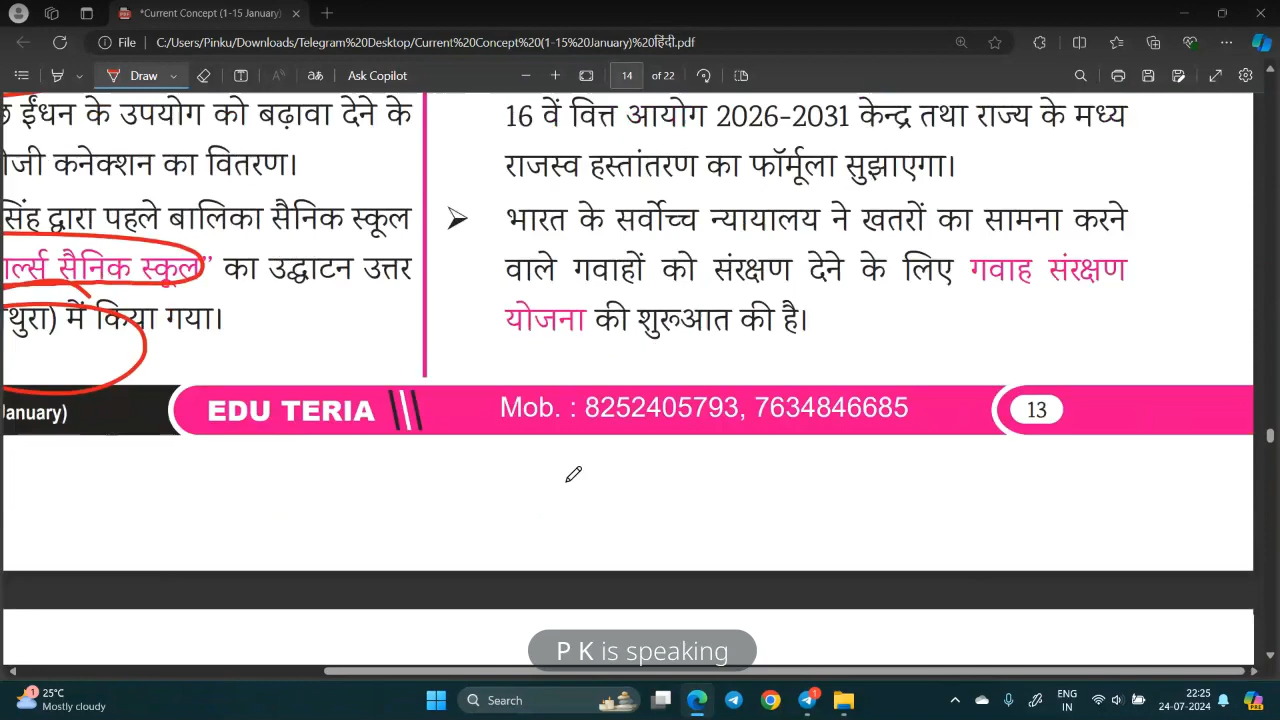 *Current Concept (1-15 January)
File C:/Users/Pinku/Downloads/Telegram%20Desktop/Current%20Concept%20(1-15%20January)%20हिंदी.pdf
Draw
Ask Copilot
14 of 22
ईंधन के उपयोग को बढ़ावा देने के
कनेक्शन का वितरण।
सिंह द्वारा पहले बालिका सैनिक स्कूल
सैनिक स्कूल" का उद्घाटन उत्तर
थुरा) में किया गया।
16 वें वित्त आयोग 2026-2031 केन्द्र तथा राज्य के मध्य
राजस्व हस्तांतरण का फॉर्मूला सुझाएगा।
➤ भारत के सर्वोच्च न्यायालय ने खतरों का सामना करने
वाले गवाहों को संरक्षण देने के लिए गवाह संरक्षण
योजना की शुरूआत की है।
January)
EDU TERIA
Mob. : 8252405793, 7634846685
13
P K is speaking
25°C
Mostly cloudy
1
Search
1
ENG
IN
22:25
24-07-2024